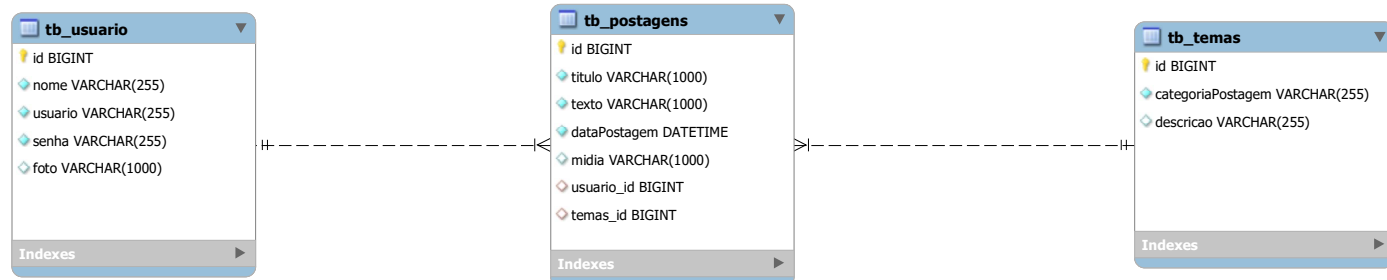 tb_usuario
id BIGINT
nome VARCHAR(255)
usuario VARCHAR(255)
senha VARCHAR(255)
foto VARCHAR(1000)
Indexes
tb_postagens
id BIGINT
titulo VARCHAR(1000)
texto VARCHAR(1000)
dataPostagem DATETIME
midia VARCHAR(1000)
usuario_id BIGINT
temas_id BIGINT
Indexes
tb_temas
id BIGINT
categoriaPostagem VARCHAR(255)
descricao VARCHAR(255)
Indexes